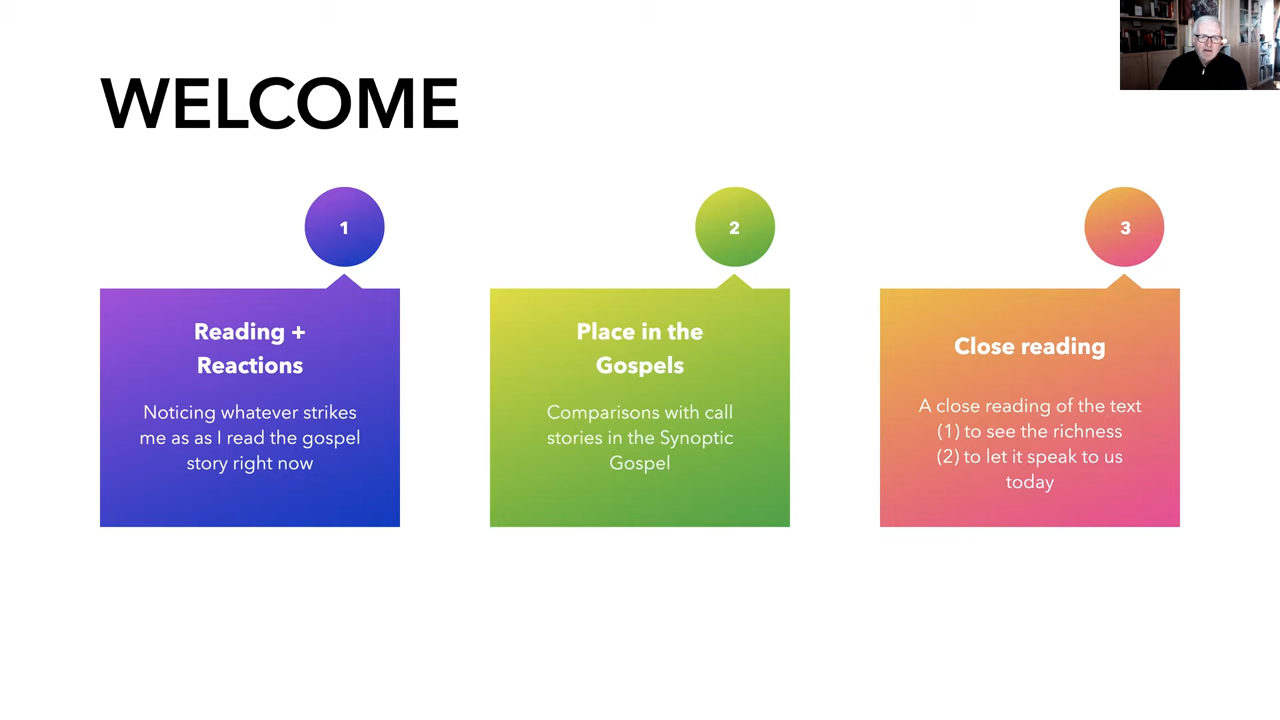 WELCOME
1
Reading +
Reactions
Noticing whatever strikes
me as as I read the gospel
story right now
2
Place in the
Gospels
Comparisons with call
stories in the Synoptic
Gospel
3
Close reading
A close reading of the text
(1) to see the richness
(2) to let it speak to us
today